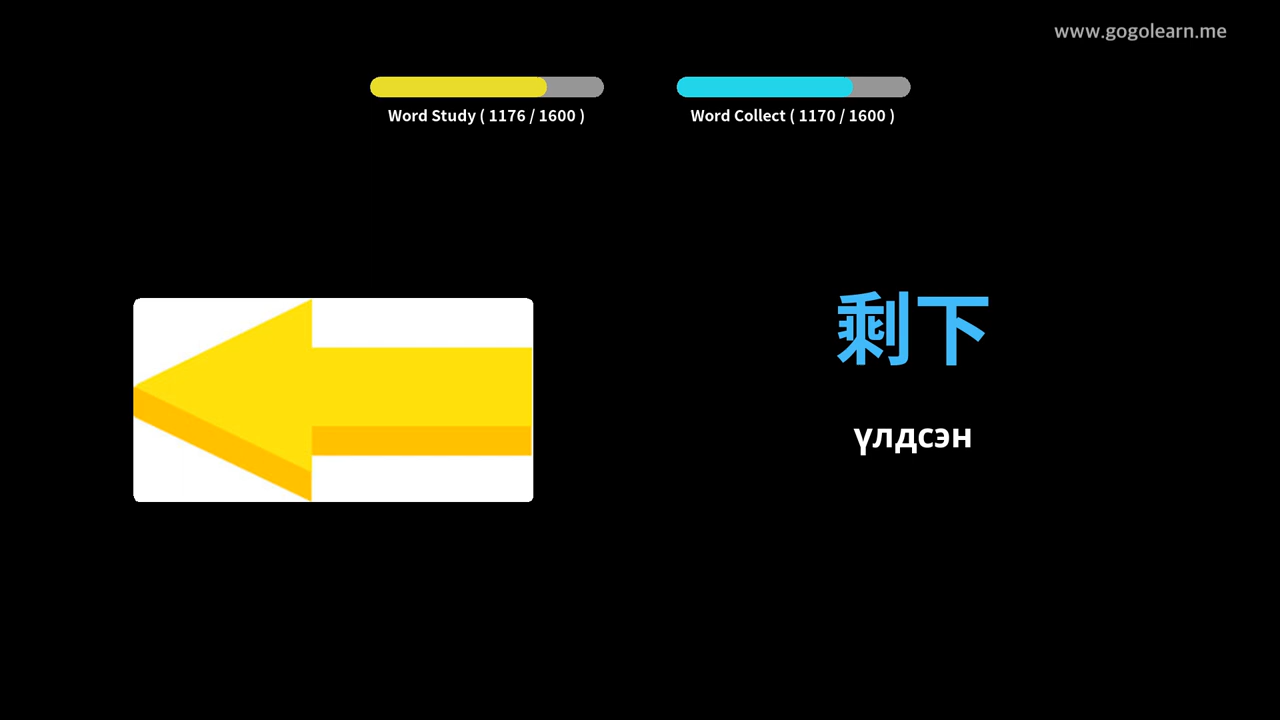 www.gogolearn.me
Word Study ( 1176 / 1600 )
Word Collect ( 1170 / 1600 )
剩下
үлдсэн